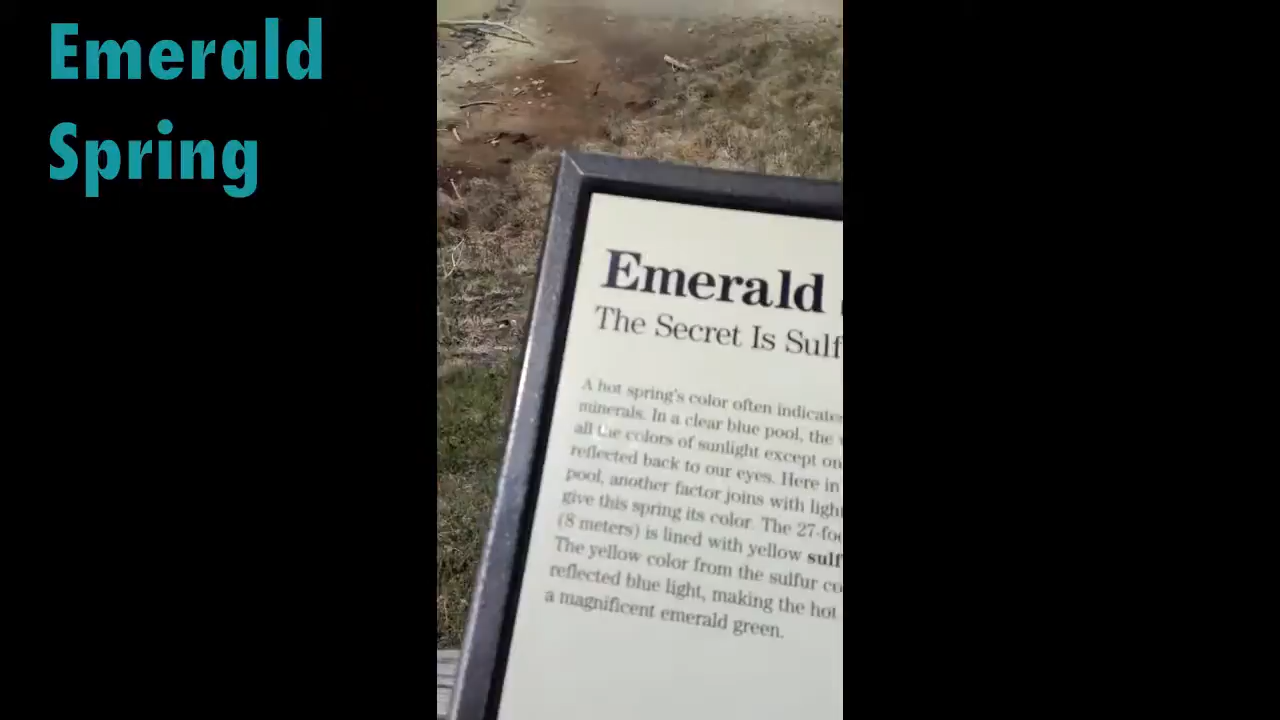 Emerald
Spring
Emerald
The Secret Is Sulf
A hot spring's color often indicates
minerals. In a clear blue pool, the
all the colors of sunlight except on
reflected back to our eyes. Here in
pool, another factor joins with light
give this spring its color. The 27-foo
(8 meters) is lined with yellow sulf
The yellow color from the sulfur co
reflected blue light, making the hot
a magnificent emerald green.